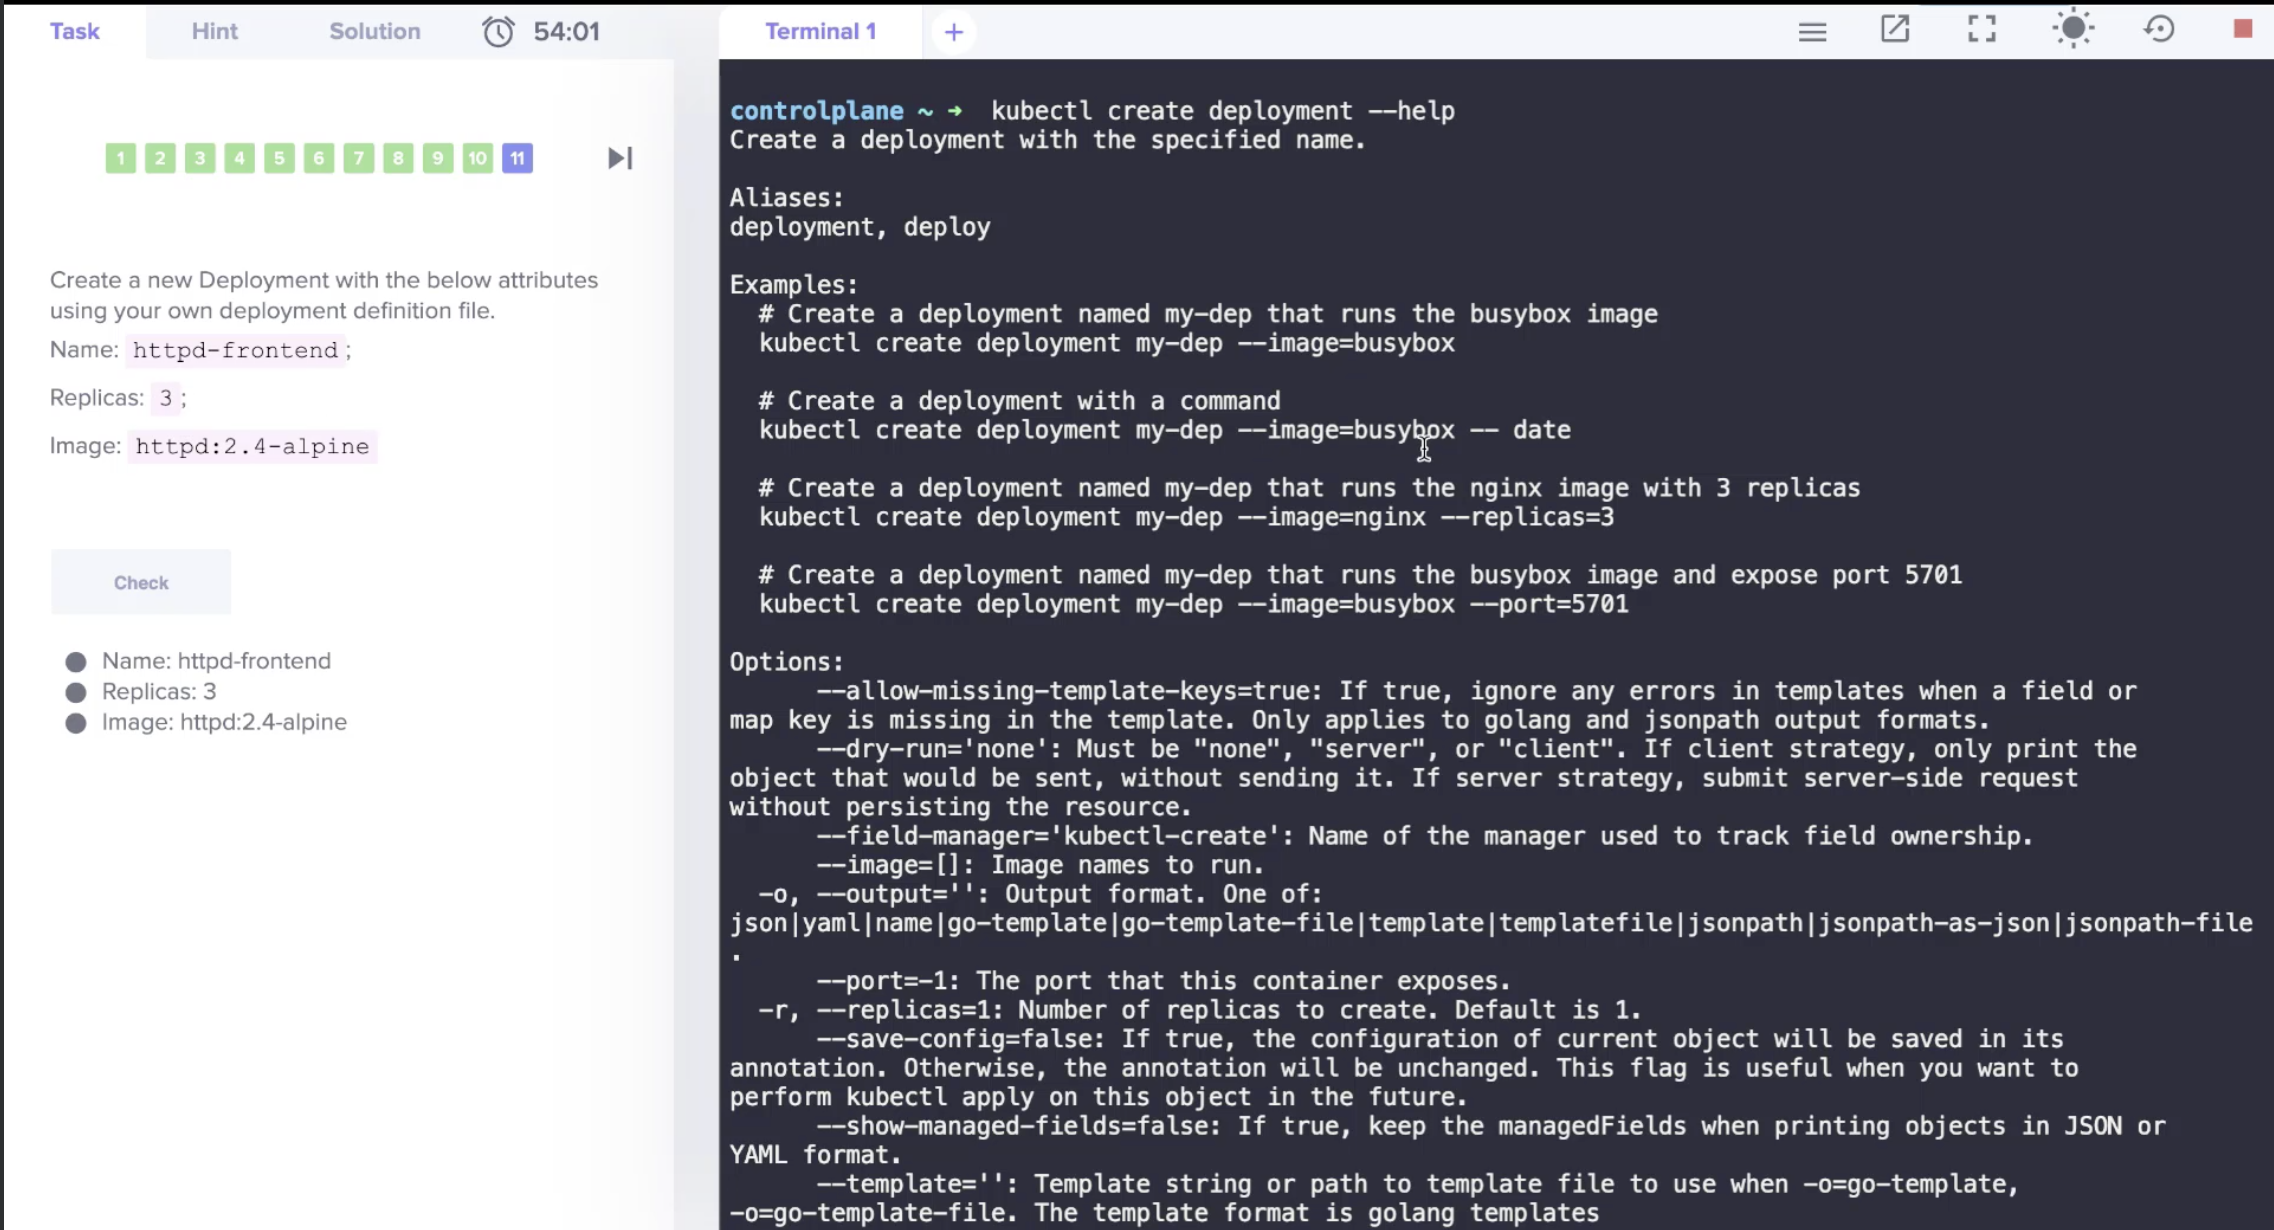 Task Hint Solution 54:01
1 2 3 4 5 6 7 8 9 10 11
Create a new Deployment with the below attributes
using your own deployment definition file.
Name: httpd-frontend;
Replicas: 3;
Image: httpd:2.4-alpine
Check
Name: httpd-frontend
Replicas: 3
Image: httpd:2.4-alpine
Terminal 1 +
controlplane ~ ➜  kubectl create deployment --help
Create a deployment with the specified name.
Aliases:
deployment, deploy
Examples:
# Create a deployment named my-dep that runs the busybox image
kubectl create deployment my-dep --image=busybox
# Create a deployment with a command
kubectl create deployment my-dep --image=busybox -- date
# Create a deployment named my-dep that runs the nginx image with 3 replicas
kubectl create deployment my-dep --image=nginx --replicas=3
# Create a deployment named my-dep that runs the busybox image and expose port 5701
kubectl create deployment my-dep --image=busybox --port=5701
Options:
--allow-missing-template-keys=true: If true, ignore any errors in templates when a field or
map key is missing in the template. Only applies to golang and jsonpath output formats.
--dry-run='none': Must be "none", "server", or "client". If client strategy, only print the
object that would be sent, without sending it. If server strategy, submit server-side request
without persisting the resource.
--field-manager='kubectl-create': Name of the manager used to track field ownership.
--image=[]: Image names to run.
-o, --output='': Output format. One of:
json|yaml|name|go-template|go-template-file|template|templatefile|jsonpath|jsonpath-as-json|jsonpath-file
.
--port=-1: The port that this container exposes.
-r, --replicas=1: Number of replicas to create. Default is 1.
--save-config=false: If true, the configuration of current object will be saved in its
annotation. Otherwise, the annotation will be unchanged. This flag is useful when you want to
perform kubectl apply on this object in the future.
--show-managed-fields=false: If true, keep the managedFields when printing objects in JSON or
YAML format.
--template='': Template string or path to template file to use when -o=go-template,
-o=go-template-file. The template format is golang templates